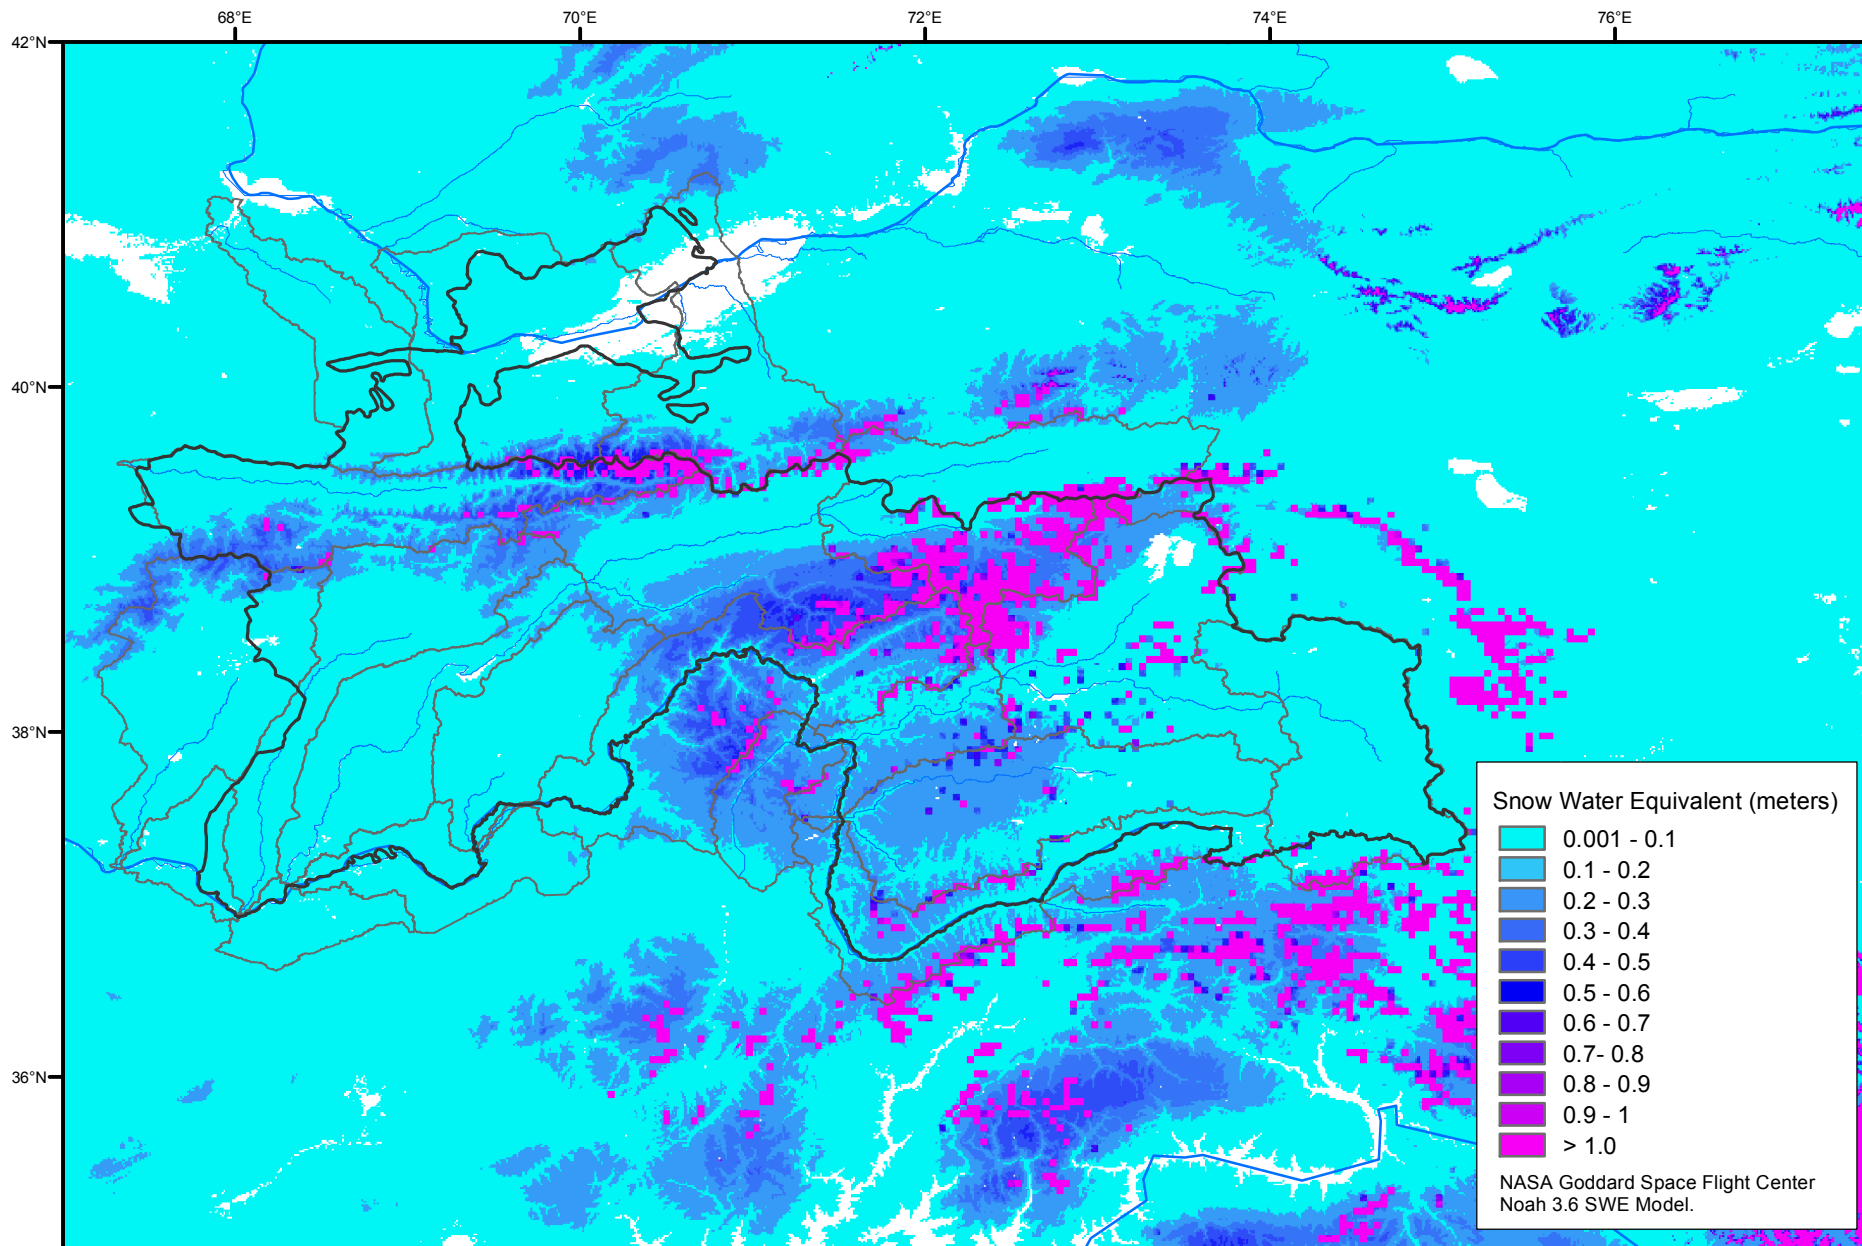 68°E 70°E 72°E 74°E 76°E
42°N
40°N
38°N
36°N
Snow Water Equivalent (meters)
0.001 - 0.1
0.1 - 0.2
0.2 - 0.3
0.3 - 0.4
0.4 - 0.5
0.5 - 0.6
0.6 - 0.7
0.7- 0.8
0.8 - 0.9
0.9 - 1
> 1.0
NASA Goddard Space Flight Center
Noah 3.6 SWE Model.